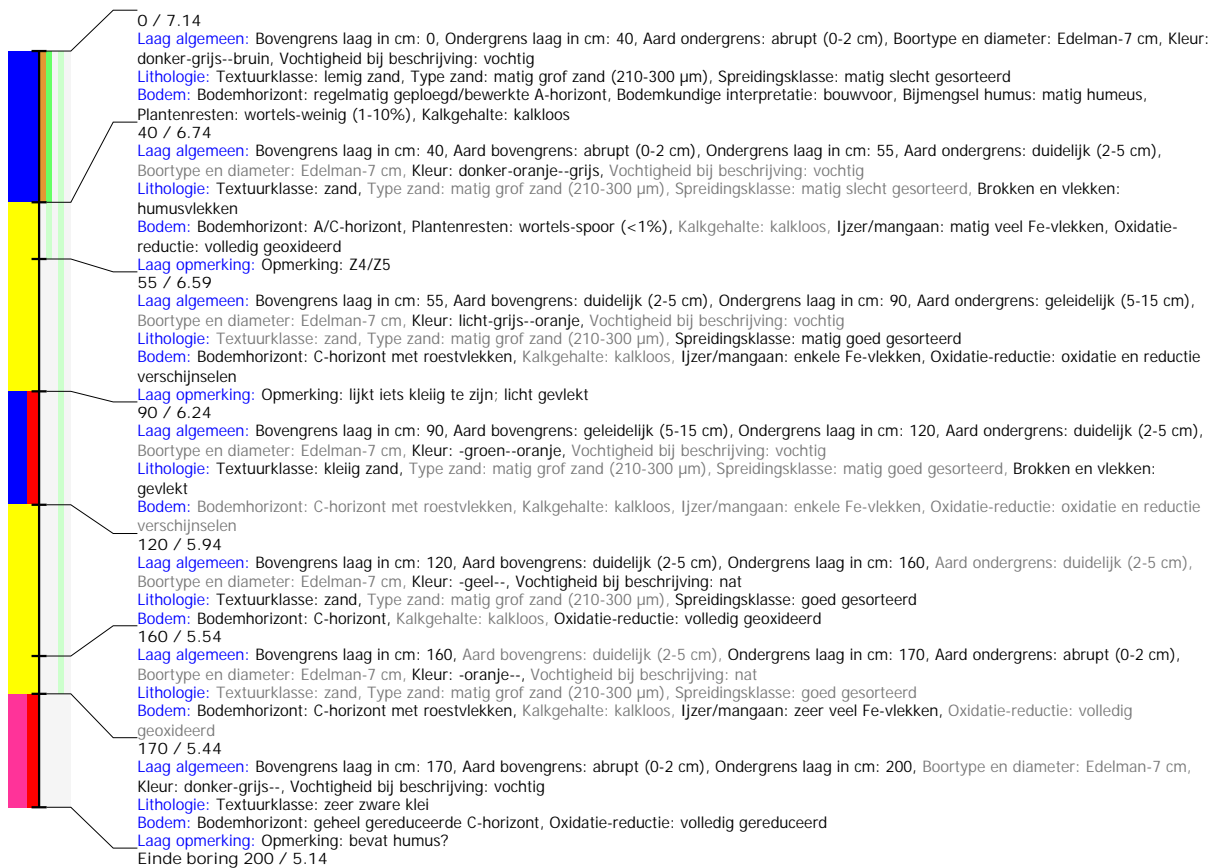 0 / 7.14
Laag algemeen: Bovengrens laag in cm: 0, Ondergrens laag in cm: 40, Aard ondergrens: abrupt (0-2 cm), Boortype en diameter: Edelman-7 cm, Kleur:
donker-grijs--bruin, Vochtigheid bij beschrijving: vochtig
Lithologie: Textuurklasse: lemig zand, Type zand: matig grof zand (210-300 µm), Spreidingsklasse: matig slecht gesorteerd
Bodem: Bodemhorizont: regelmatig geploegd/bewerkte A-horizont, Bodemkundige interpretatie: bouwvoor, Bijmengsel humus: matig humeus,
Plantenresten: wortels-weinig (1-10%), Kalkgehalte: kalkloos
40 / 6.74
Laag algemeen: Bovengrens laag in cm: 40, Aard bovengrens: abrupt (0-2 cm), Ondergrens laag in cm: 55, Aard ondergrens: duidelijk (2-5 cm),
Boortype en diameter: Edelman-7 cm, Kleur: donker-oranje--grijs, Vochtigheid bij beschrijving: vochtig
Lithologie: Textuurklasse: zand, Type zand: matig grof zand (210-300 µm), Spreidingsklasse: matig slecht gesorteerd, Brokken en vlekken:
humusvlekken
Bodem: Bodemhorizont: A/C-horizont, Plantenresten: wortels-spoor (<1%), Kalkgehalte: kalkloos, Ijzer/mangaan: matig veel Fe-vlekken, Oxidatie-
reductie: volledig geoxideerd
Laag opmerking: Opmerking: Z4/Z5
55 / 6.59
Laag algemeen: Bovengrens laag in cm: 55, Aard bovengrens: duidelijk (2-5 cm), Ondergrens laag in cm: 90, Aard ondergrens: geleidelijk (5-15 cm),
Boortype en diameter: Edelman-7 cm, Kleur: licht-grijs--oranje, Vochtigheid bij beschrijving: vochtig
Lithologie: Textuurklasse: zand, Type zand: matig grof zand (210-300 µm), Spreidingsklasse: matig goed gesorteerd
Bodem: Bodemhorizont: C-horizont met roestvlekken, Kalkgehalte: kalkloos, Ijzer/mangaan: enkele Fe-vlekken, Oxidatie-reductie: oxidatie en reductie
verschijnselen
Laag opmerking: Opmerking: lijkt iets kleiig te zijn; licht gevlekt
90 / 6.24
Laag algemeen: Bovengrens laag in cm: 90, Aard bovengrens: geleidelijk (5-15 cm), Ondergrens laag in cm: 120, Aard ondergrens: duidelijk (2-5 cm),
Boortype en diameter: Edelman-7 cm, Kleur: -groen--oranje, Vochtigheid bij beschrijving: vochtig
Lithologie: Textuurklasse: kleiig zand, Type zand: matig grof zand (210-300 µm), Spreidingsklasse: matig goed gesorteerd, Brokken en vlekken:
gevlekt
Bodem: Bodemhorizont: C-horizont met roestvlekken, Kalkgehalte: kalkloos, Ijzer/mangaan: enkele Fe-vlekken, Oxidatie-reductie: oxidatie en reductie
verschijnselen
120 / 5.94
Laag algemeen: Bovengrens laag in cm: 120, Aard bovengrens: duidelijk (2-5 cm), Ondergrens laag in cm: 160, Aard ondergrens: duidelijk (2-5 cm),
Boortype en diameter: Edelman-7 cm, Kleur: -geel--, Vochtigheid bij beschrijving: nat
Lithologie: Textuurklasse: zand, Type zand: matig grof zand (210-300 µm), Spreidingsklasse: goed gesorteerd
Bodem: Bodemhorizont: C-horizont, Kalkgehalte: kalkloos, Oxidatie-reductie: volledig geoxideerd
160 / 5.54
Laag algemeen: Bovengrens laag in cm: 160, Aard bovengrens: duidelijk (2-5 cm), Ondergrens laag in cm: 170, Aard ondergrens: abrupt (0-2 cm),
Boortype en diameter: Edelman-7 cm, Kleur: -oranje--, Vochtigheid bij beschrijving: nat
Lithologie: Textuurklasse: zand, Type zand: matig grof zand (210-300 µm), Spreidingsklasse: goed gesorteerd
Bodem: Bodemhorizont: C-horizont met roestvlekken, Kalkgehalte: kalkloos, Ijzer/mangaan: zeer veel Fe-vlekken, Oxidatie-reductie: volledig
geoxideerd
170 / 5.44
Laag algemeen: Bovengrens laag in cm: 170, Aard bovengrens: abrupt (0-2 cm), Ondergrens laag in cm: 200, Boortype en diameter: Edelman-7 cm,
Kleur: donker-grijs--, Vochtigheid bij beschrijving: vochtig
Lithologie: Textuurklasse: zeer zware klei
Bodem: Bodemhorizont: geheel gereduceerde C-horizont, Oxidatie-reductie: volledig gereduceerd
Laag opmerking: Opmerking: bevat humus?
Einde boring 200 / 5.14